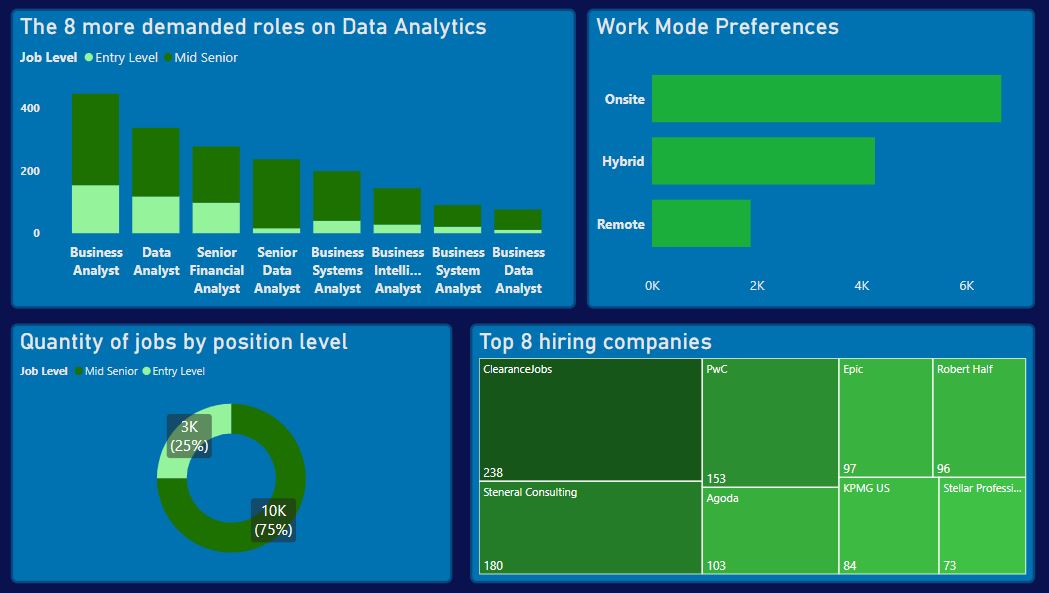 The 8 more demanded roles on Data Analytics
Job Level Entry Level Mid Senior
400
200
0
Business Analyst
Data Analyst
Senior Financial Analyst
Senior Data Analyst
Business Systems Analyst
Business Intelli... Analyst
Business System Analyst
Business Data Analyst
Work Mode Preferences
Onsite
Hybrid
Remote
0K 2K 4K 6K
Quantity of jobs by position level
Job Level Mid Senior Entry Level
3K
(25%)
10K
(75%)
Top 8 hiring companies
ClearanceJobs
238
Steneral Consulting
180
PwC
153
Agoda
103
Epic
97
Robert Half
96
KPMG US
84
Stellar Professi...
73